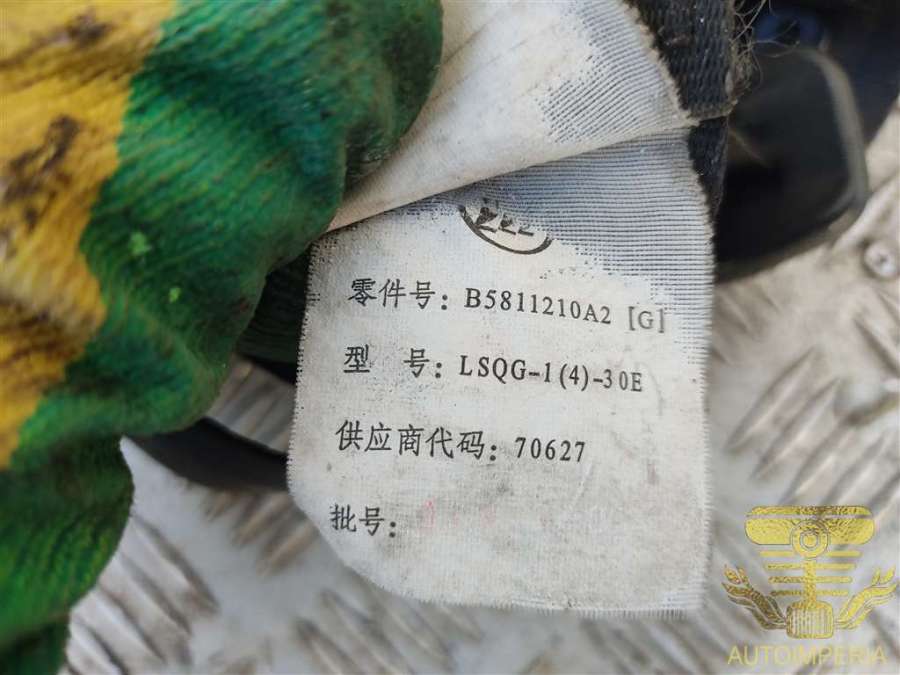 零件号: B5811210A2 [G]
型 号: LSQG-1(4)-30E
供应商代码: 70627
批号:
AUTOIMPERIA